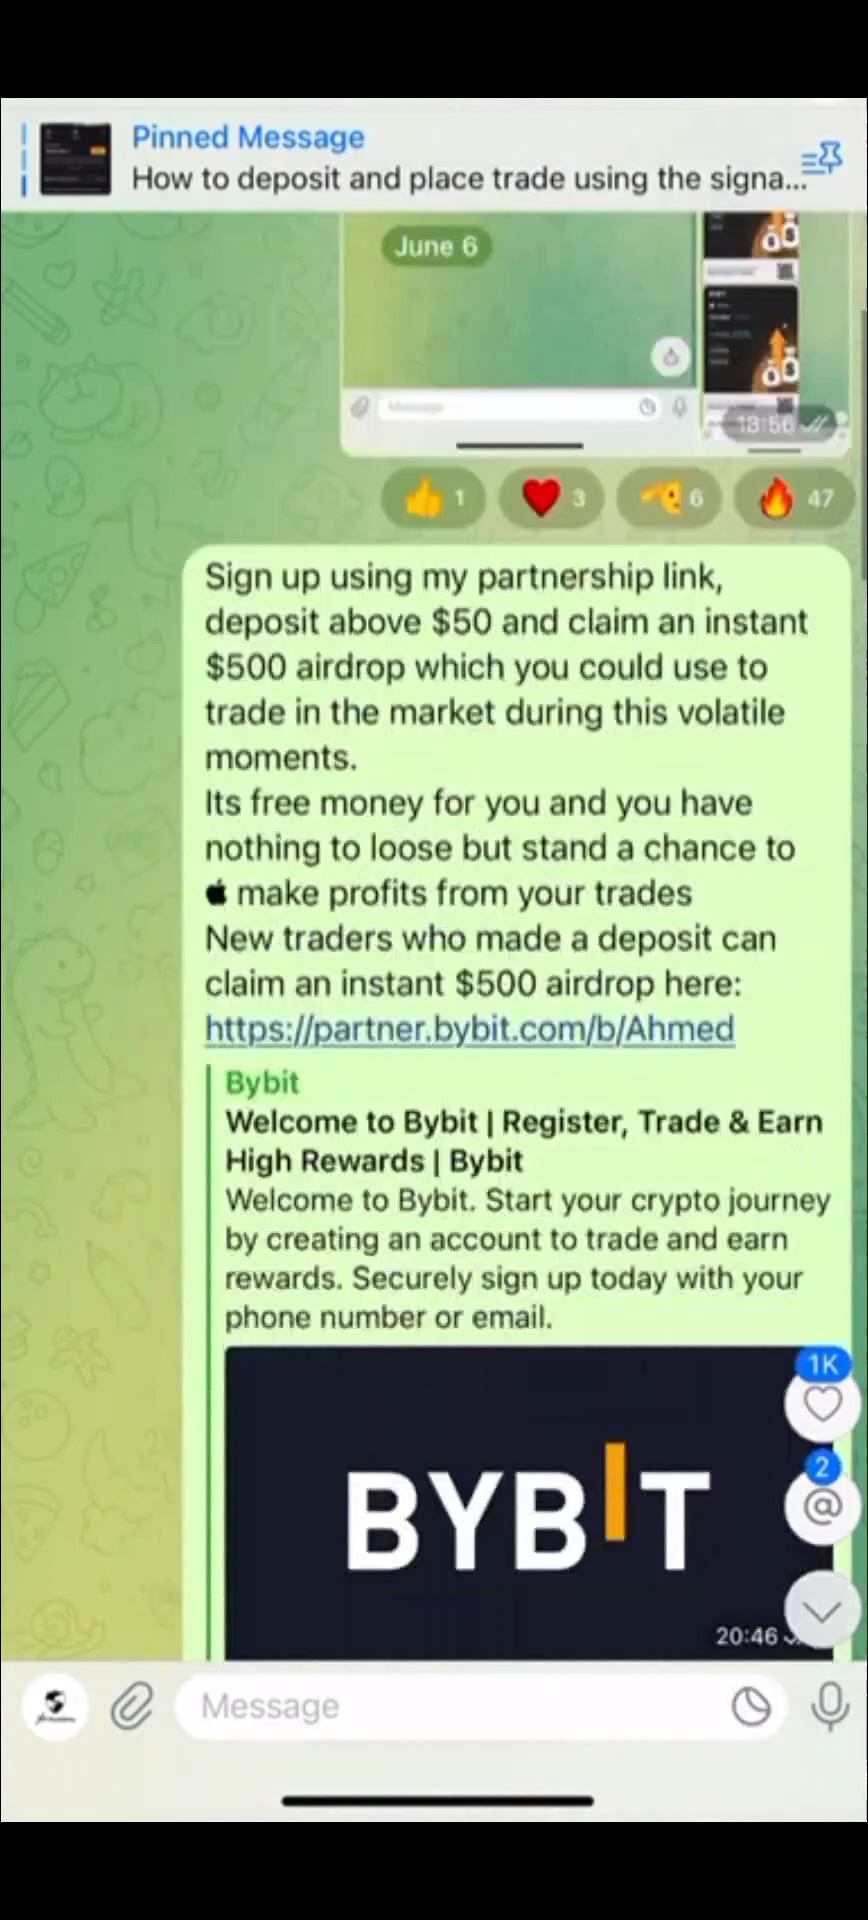 Pinned Message
How to deposit and place trade using the signa...
June 6
Message
13:56
1
3
6
47
Sign up using my partnership link,
deposit above $50 and claim an instant
$500 airdrop which you could use to
trade in the market during this volatile
moments.
Its free money for you and you have
nothing to loose but stand a chance to
make profits from your trades
New traders who made a deposit can
claim an instant $500 airdrop here:
https://partner.bybit.com/b/Ahmed
Bybit
Welcome to Bybit | Register, Trade & Earn
High Rewards | Bybit
Welcome to Bybit. Start your crypto journey
by creating an account to trade and earn
rewards. Securely sign up today with your
phone number or email.
1K
2
BYBIT
20:46
Message